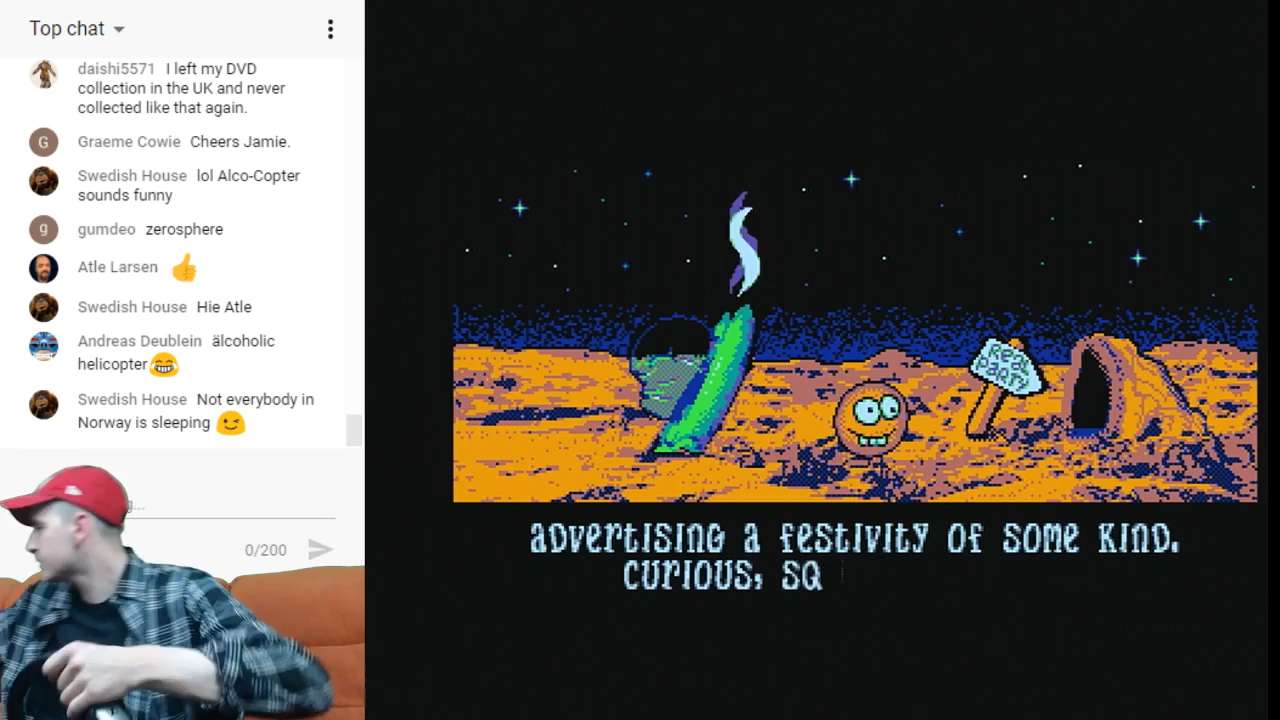 Top chat
daishi5571 I left my DVD
collection in the UK and never
collected like that again.
G
Graeme Cowie Cheers Jamie.
Swedish House lol Alco-Copter
sounds funny
g
gumdeo zerosphere
Atle Larsen
Swedish House Hie Atle
Andreas Deublein älcoholic
helicopter
Swedish House Not everybody in
Norway is sleeping
0/200
advertising a festivity of some kind.
curious, sq